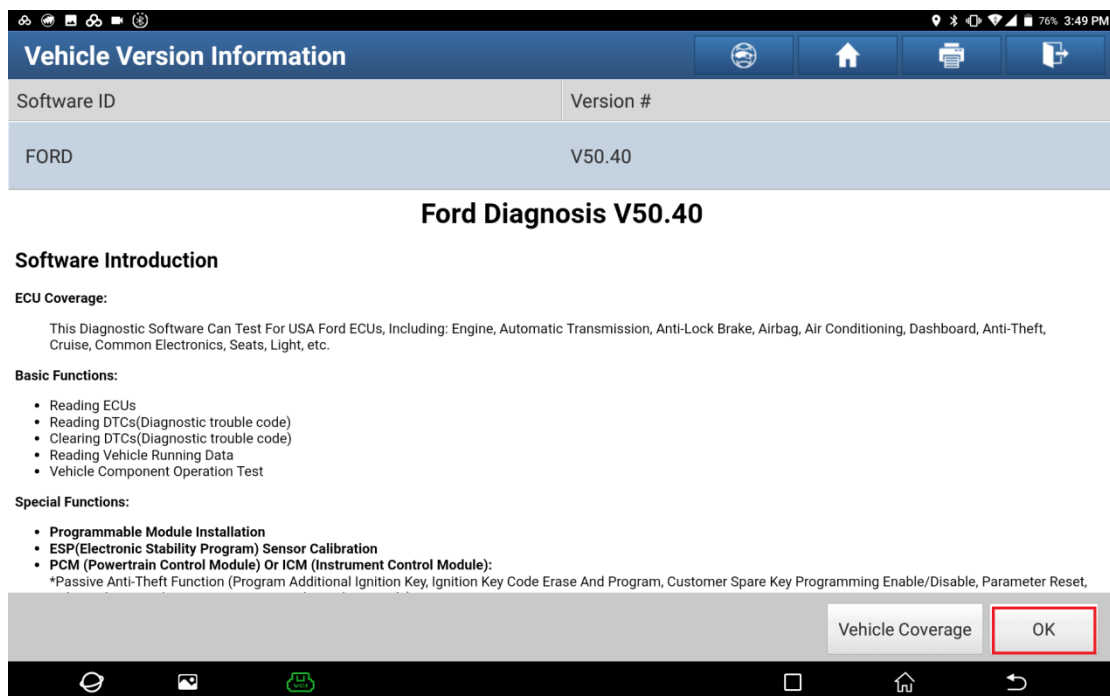 76% 3:49 PM
Vehicle Version Information
Software ID Version #
FORD V50.40
Ford Diagnosis V50.40
Software Introduction
ECU Coverage:
This Diagnostic Software Can Test For USA Ford ECUs, Including: Engine, Automatic Transmission, Anti-Lock Brake, Airbag, Air Conditioning, Dashboard, Anti-Theft,
Cruise, Common Electronics, Seats, Light, etc.
Basic Functions:
• Reading ECUs
• Reading DTCs(Diagnostic trouble code)
• Clearing DTCs(Diagnostic trouble code)
• Reading Vehicle Running Data
• Vehicle Component Operation Test
Special Functions:
• Programmable Module Installation
• ESP(Electronic Stability Program) Sensor Calibration
• PCM (Powertrain Control Module) Or ICM (Instrument Control Module):
*Passive Anti-Theft Function (Program Additional Ignition Key, Ignition Key Code Erase And Program, Customer Spare Key Programming Enable/Disable, Parameter Reset,
Vehicle Coverage OK
VCI